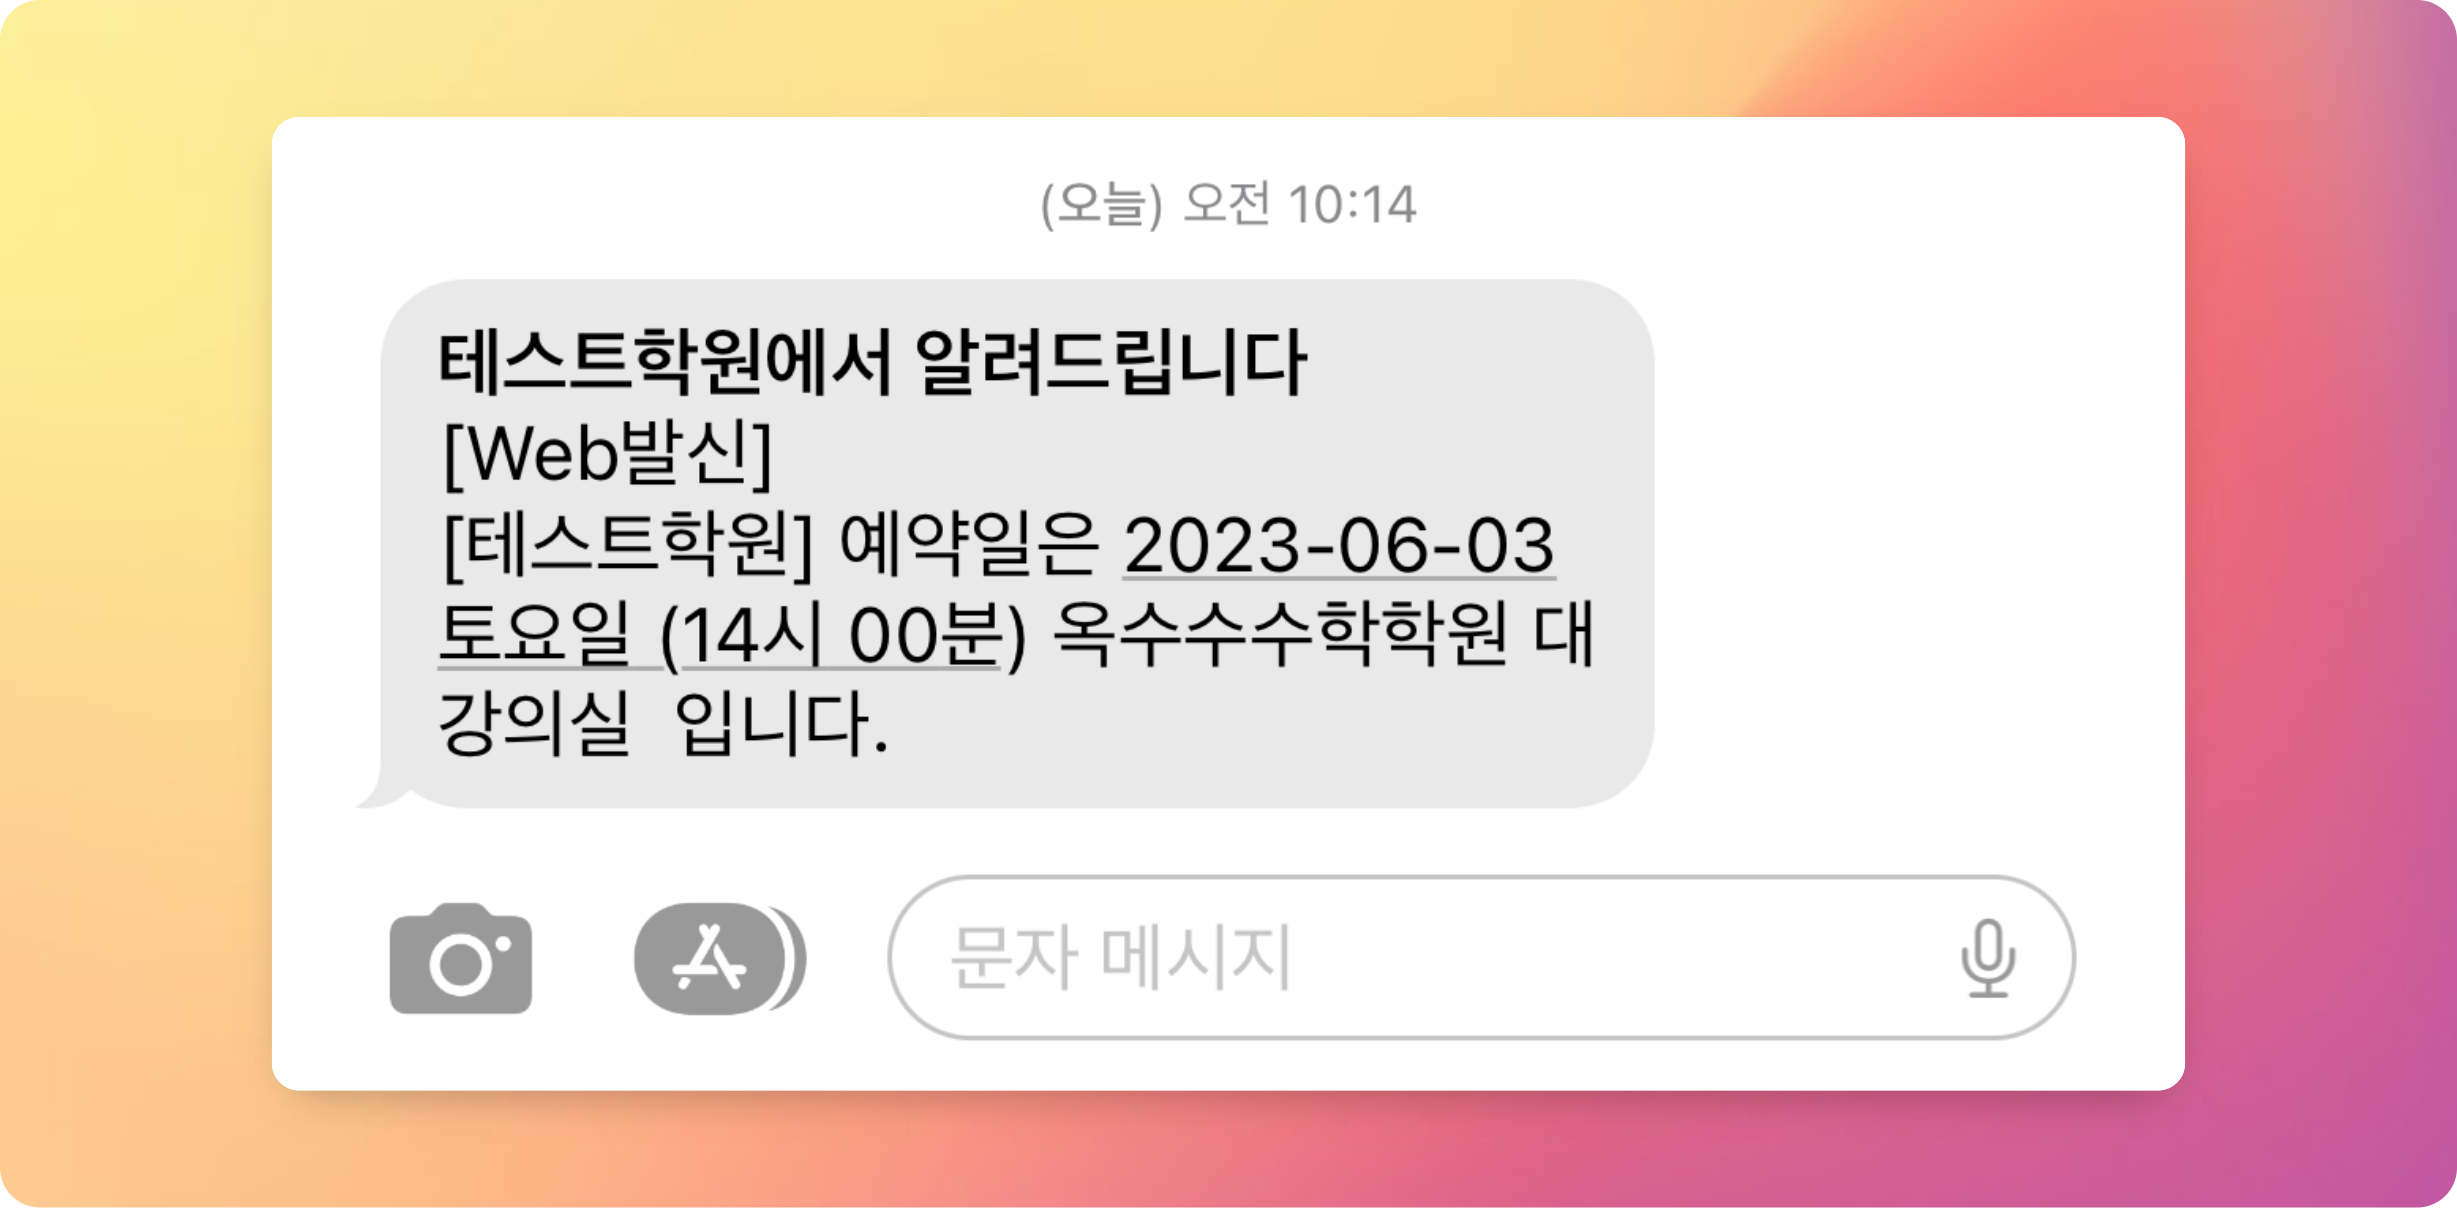 (오늘) 오전 10:14
테스트학원에서 알려드립니다
[Web발신]
[테스트학원] 예약일은 2023-06-03
토요일 (14시 00분) 옥수수수학학원 대
강의실  입니다.
문자 메시지